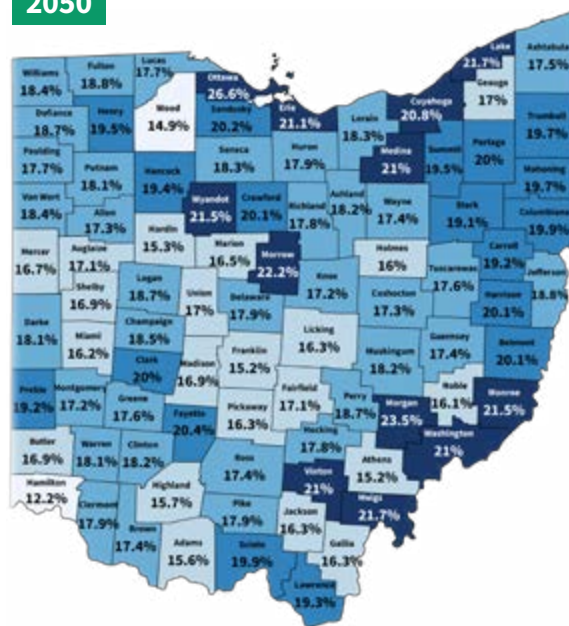 2050
Williams
18.4%
Fulton
18.8%
Lucas
17.7%
Ottawa
26.6%
Lake
21.7%
Ashtabula
17.5%
Geauga
17%
Defiance
18.7%
Henry
19.5%
Wood
14.9%
Sandusky
20.2%
Erie
21.1%
Lorain
18.3%
Cuyahoga
20.8%
Trumbull
19.7%
Paulding
17.7%
Putnam
18.1%
Hancock
19.4%
Seneca
18.3%
Huron
17.9%
Medina
21%
Summit
19.5%
Portage
20%
Mahoning
19.7%
Van Wert
18.4%
Allen
17.3%
Wyandot
21.5%
Crawford
20.1%
Richland
17.8%
Ashland
18.2%
Wayne
17.4%
Stark
19.1%
Columbiana
19.9%
Mercer
16.7%
Auglaize
17.1%
Hardin
15.3%
Marion
16.5%
Morrow
22.2%
Holmes
16%
Tuscarawas
17.6%
Carroll
19.2%
Jefferson
18.8%
Shelby
16.9%
Logan
18.7%
Union
17%
Delaware
17.9%
Knox
17.2%
Coshocton
17.3%
Harrison
20.1%
Darke
18.1%
Miami
16.2%
Champaign
18.5%
Clark
20%
Madison
16.9%
Franklin
15.2%
Licking
16.3%
Muskingum
18.2%
Guernsey
17.4%
Belmont
20.1%
Preble
19.2%
Montgomery
17.2%
Greene
17.6%
Fayette
20.4%
Pickaway
16.3%
Fairfield
17.1%
Perry
18.7%
Morgan
23.5%
Noble
16.1%
Monroe
21.5%
Butler
16.9%
Warren
18.1%
Clinton
18.2%
Ross
17.4%
Hocking
17.8%
Athens
15.2%
Washington
21%
Hamilton
12.2%
Clermont
17.9%
Brown
17.4%
Highland
15.7%
Adams
15.6%
Pike
17.9%
Vinton
21%
Jackson
16.3%
Meigs
21.7%
Gallia
16.3%
Scioto
19.9%
Lawrence
19.3%